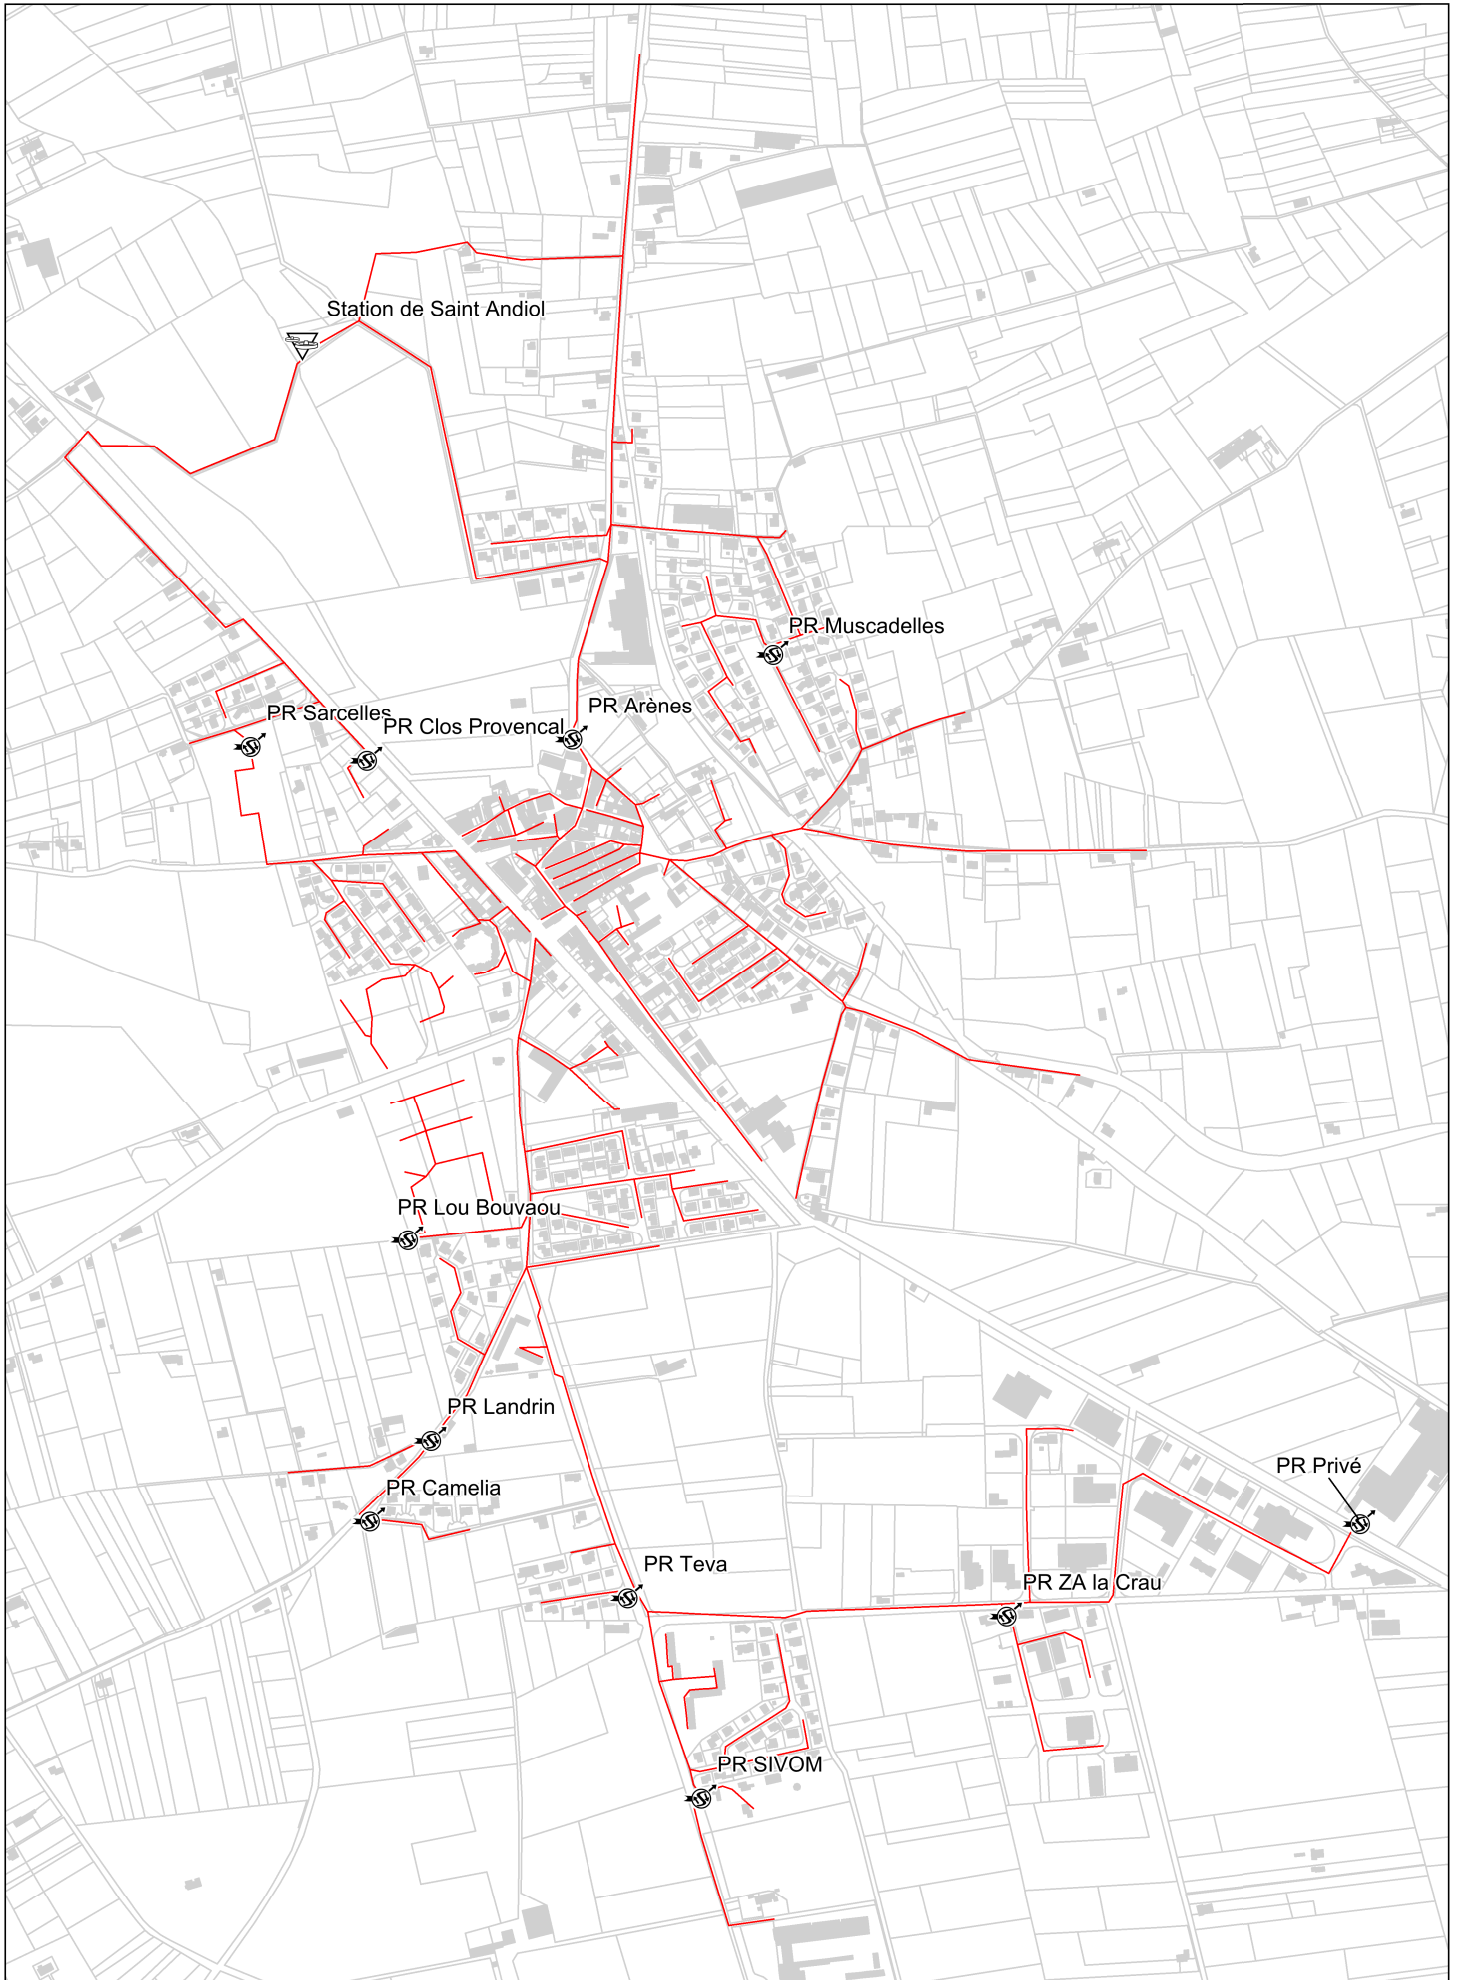 Station de Saint Andiol
PR Muscadelles
PR Arènes
PR Sarcelles
PR Clos Provencal
PR Lou Bouvaou
PR Landrin
PR Privé
PR Camelia
PR Teva
PR ZA la Crau
PR SIVOM